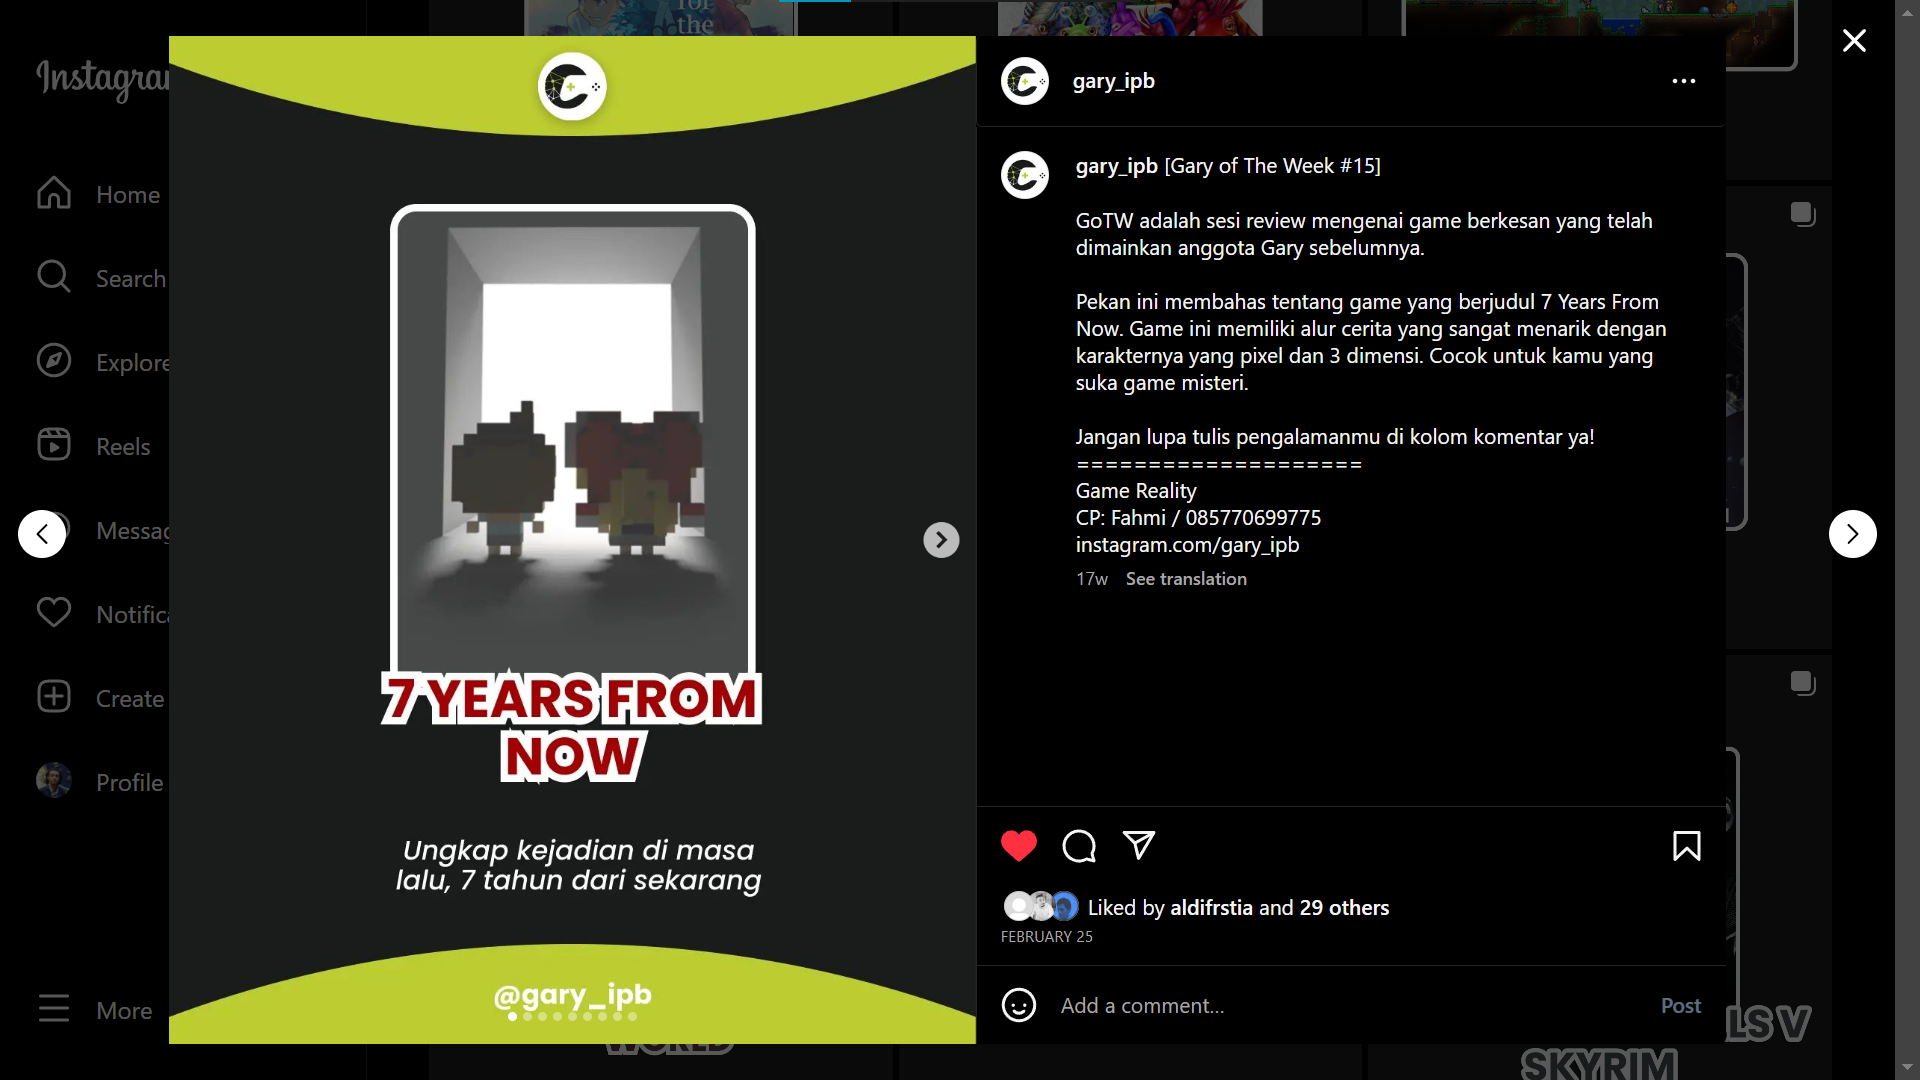 for
the
Instagra
Home
Search
Explore
Reels
Messag
Notific
Create
Profile
More
7 YEARS FROM
NOW
Ungkap kejadian di masa
lalu, 7 tahun dari sekarang
@gary_ipb
gary_ipb
gary_ipb [Gary of The Week #15]
GoTW adalah sesi review mengenai game berkesan yang telah
dimainkan anggota Gary sebelumnya.
Pekan ini membahas tentang game yang berjudul 7 Years From
Now. Game ini memiliki alur cerita yang sangat menarik dengan
karakternya yang pixel dan 3 dimensi. Cocok untuk kamu yang
suka game misteri.
Jangan lupa tulis pengalamanmu di kolom komentar ya!
====================
Game Reality
CP: Fahmi / 085770699775
instagram.com/gary_ipb
17w See translation
Liked by aldifrstia and 29 others
FEBRUARY 25
Add a comment...
Post
LS V
WORLD
SKYRIM